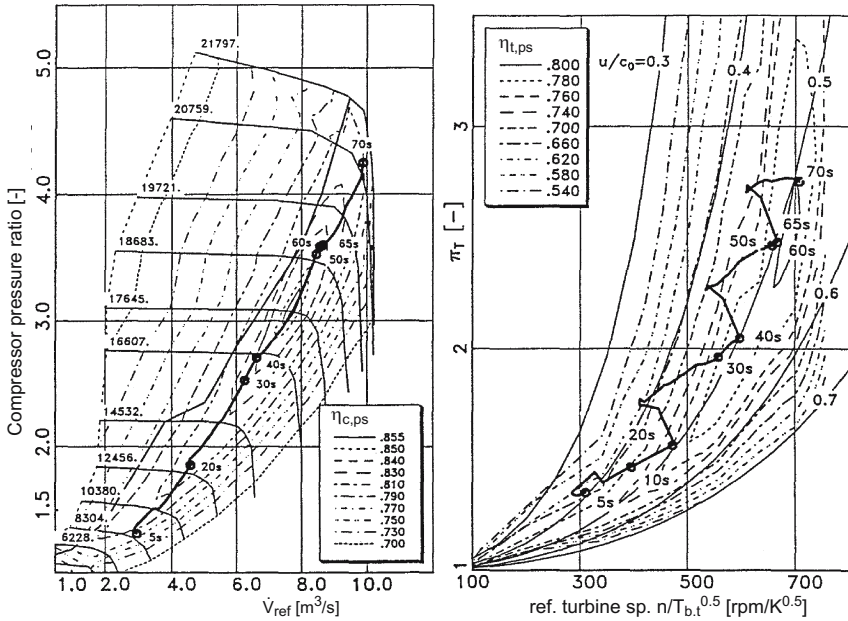 Compressor pressure ratio [-]
5.0
4.0
3.0
2.0
1.5
21797.
20759.
19721.
18683.
17645.
16607.
14532.
12456.
10380.
8304.
6228.
70s
60s
65s
50s
40s
30s
20s
5s
ηc,ps
.855
.850
.840
.830
.810
.790
.770
.750
.730
.700
1.0 2.0 4.0 6.0 8.0 10.0
V̇ref [m³/s]
πT [-]
3
2
1
ηt,ps
.800
.780
.760
.740
.700
.660
.620
.580
.540
u/c₀=0.3
0.4
0.5
0.6
0.7
70s
65s
60s
50s
40s
30s
20s
10s
5s
100 300 500 700
ref. turbine sp. n/Tb.t^0.5 [rpm/K^0.5]